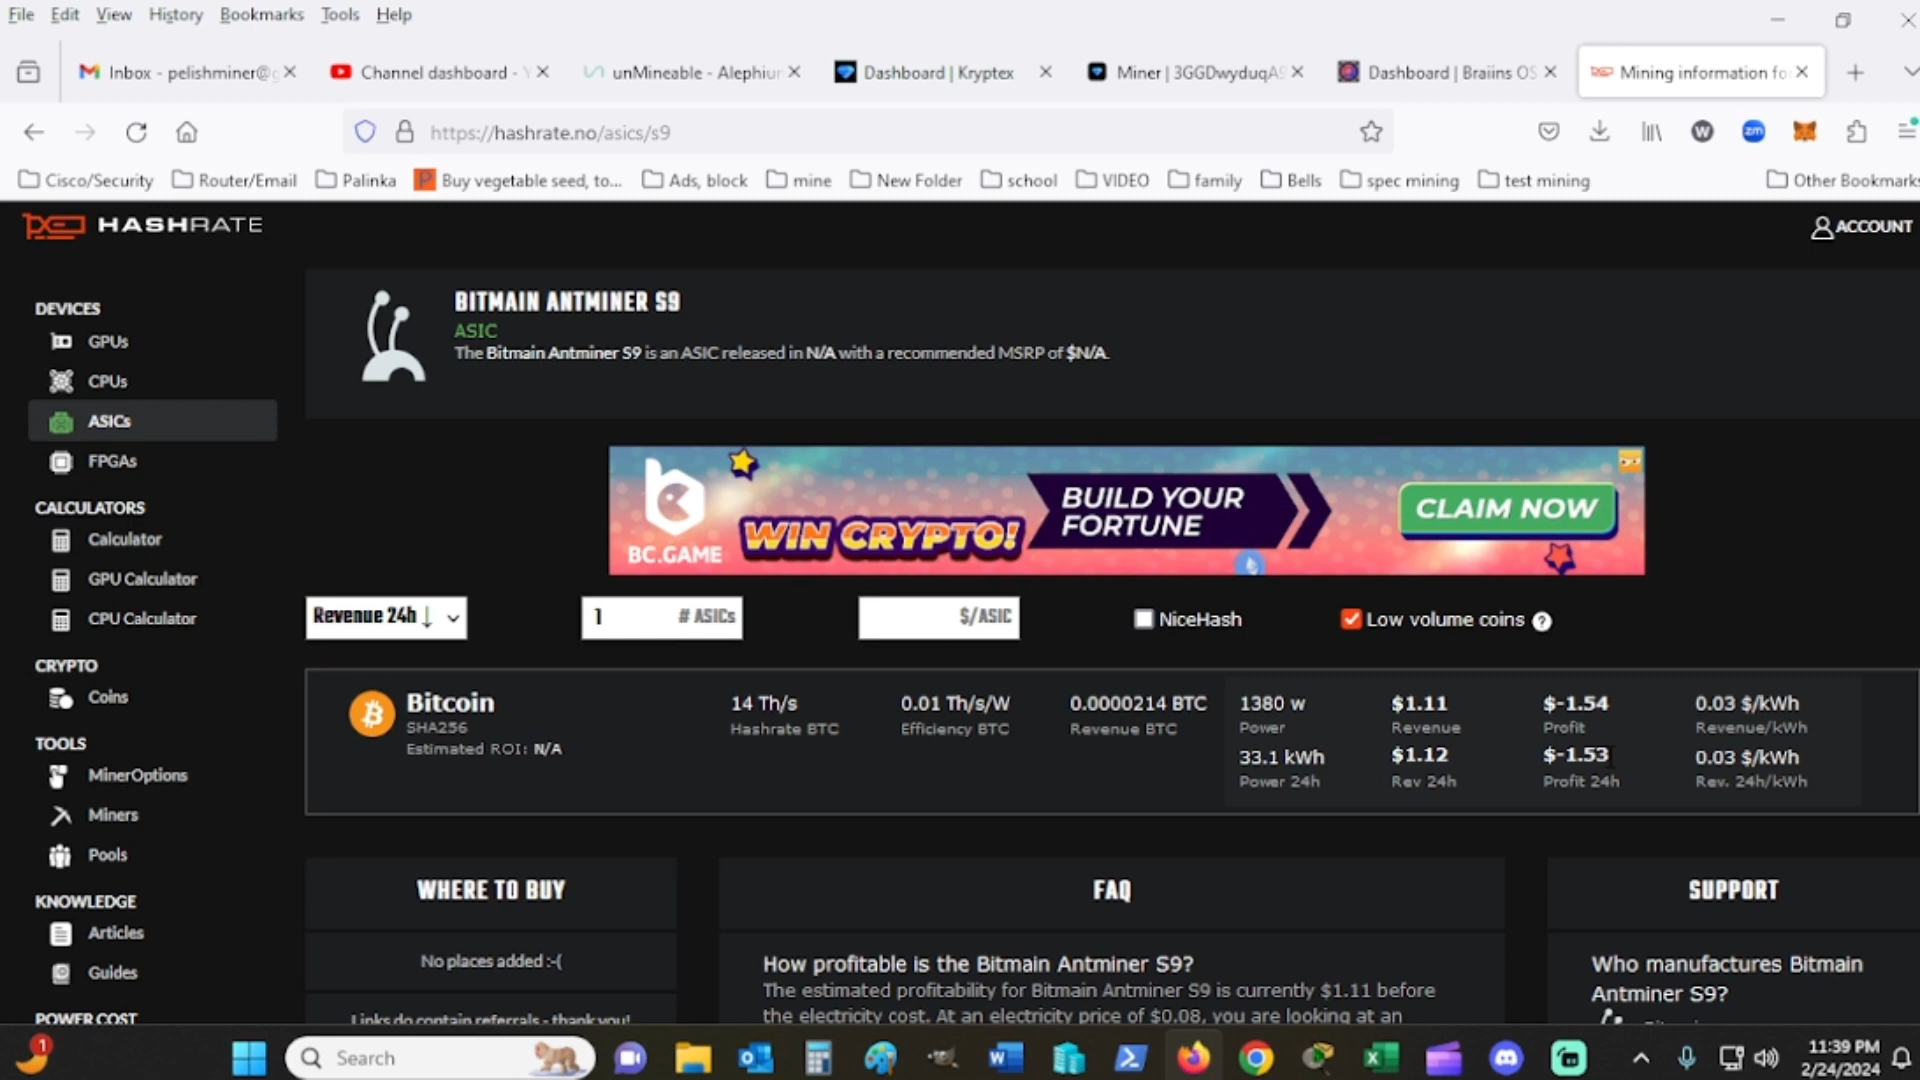 File Edit View History Bookmarks Tools Help
Inbox - pelishminer@g
Channel dashboard - Y
unMineable - Alephium
Dashboard | Kryptex
Miner | 3GGDwyduqAS
Dashboard | Braiins OS
Mining information fo
https://hashrate.no/asics/s9
W
zm
Cisco/Security
Router/Email
Palinka
Buy vegetable seed, to...
Ads, block
mine
New Folder
school
VIDEO
family
Bells
spec mining
test mining
Other Bookmarks
HASHRATE
ACCOUNT
DEVICES
GPUs
CPUs
ASICs
FPGAs
CALCULATORS
Calculator
GPU Calculator
CPU Calculator
CRYPTO
Coins
TOOLS
MinerOptions
Miners
Pools
KNOWLEDGE
Articles
Guides
POWER COST
BITMAIN ANTMINER S9
ASIC
The Bitmain Antminer S9 is an ASIC released in N/A with a recommended MSRP of $N/A.
BC.GAME
WIN CRYPTO!
BUILD YOUR
FORTUNE
CLAIM NOW
Revenue 24h ↓
1 # ASICs
$/ASIC
NiceHash
Low volume coins ?
Bitcoin
SHA256
Estimated ROI: N/A
14 Th/s
Hashrate BTC
0.01 Th/s/W
Efficiency BTC
0.0000214 BTC
Revenue BTC
1380 w
Power
33.1 kWh
Power 24h
$1.11
Revenue
$1.12
Rev 24h
$-1.54
Profit
$-1.53
Profit 24h
0.03 $/kWh
Revenue/kWh
0.03 $/kWh
Rev. 24h/kWh
WHERE TO BUY
No places added :-(
Links do contain referrals - thank you!
FAQ
How profitable is the Bitmain Antminer S9?
The estimated profitability for Bitmain Antminer S9 is currently $1.11 before
the electricity cost. At an electricity price of $0.08, you are looking at an
SUPPORT
Who manufactures Bitmain
Antminer S9?
1
Search
11:39 PM
2/24/2024